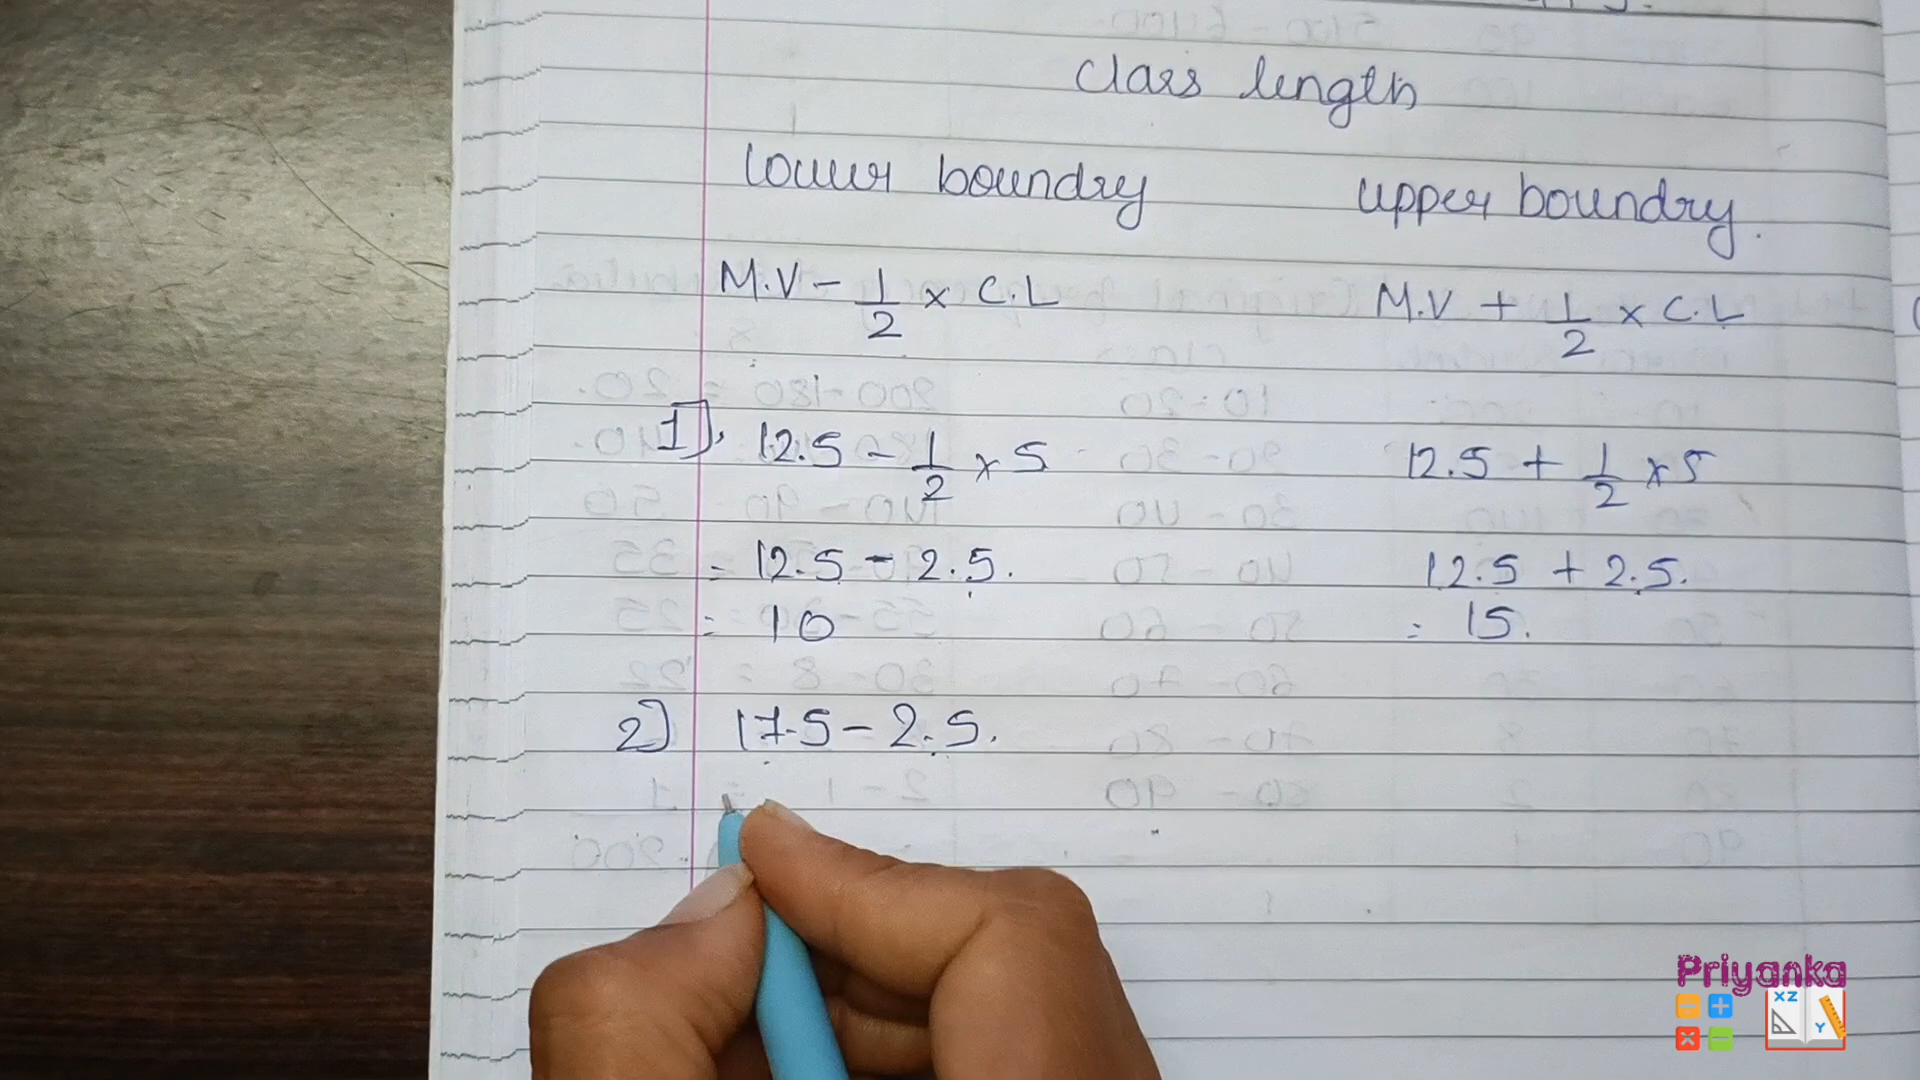 class length
lower boundry upper boundry.
M.V - 1/2 x C.L M.V + 1/2 x C.L
1), 12.5 - 1/2 x 5 12.5 + 1/2 x 5
= 12.5 - 2.5. 12.5 + 2.5.
= 10 = 15.
2) 17.5 - 2.5.
Priyanka
XZ
Y